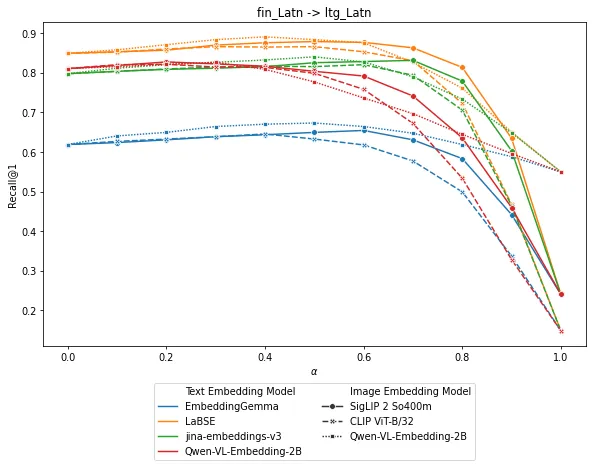 fin_Latn -> ltg_Latn
Recall@1
0.9
0.8
0.7
0.6
0.5
0.4
0.3
0.2
0.0 0.2 0.4 0.6 0.8 1.0
α
Text Embedding Model Image Embedding Model
EmbeddingGemma SigLIP 2 So400m
LaBSE CLIP ViT-B/32
jina-embeddings-v3 Qwen-VL-Embedding-2B
Qwen-VL-Embedding-2B